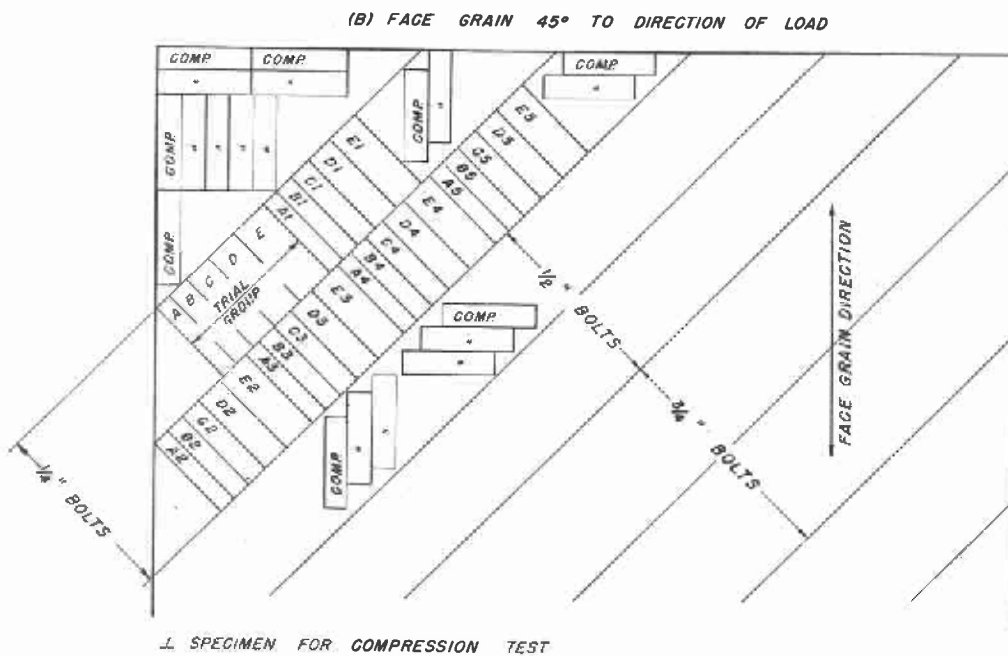 (B) FACE GRAIN 45° TO DIRECTION OF LOAD
COMP. COMP. COMP. COMP.
" " "
COMP. " " " "
COMP.
A B C D E
TRIAL
GROUP
A1 B1 C1 D1 E1
A2 B2 C2 D2 E2
A3 B3 C3 D3 E3
A4 B4 C4 D4 E4
A5 B5 C5 D5 E5
COMP.
"
"
COMP. " "
1/4 " BOLTS
1/2 " BOLTS
3/4 " BOLTS
FACE GRAIN DIRECTION
⊥ SPECIMEN FOR COMPRESSION TEST